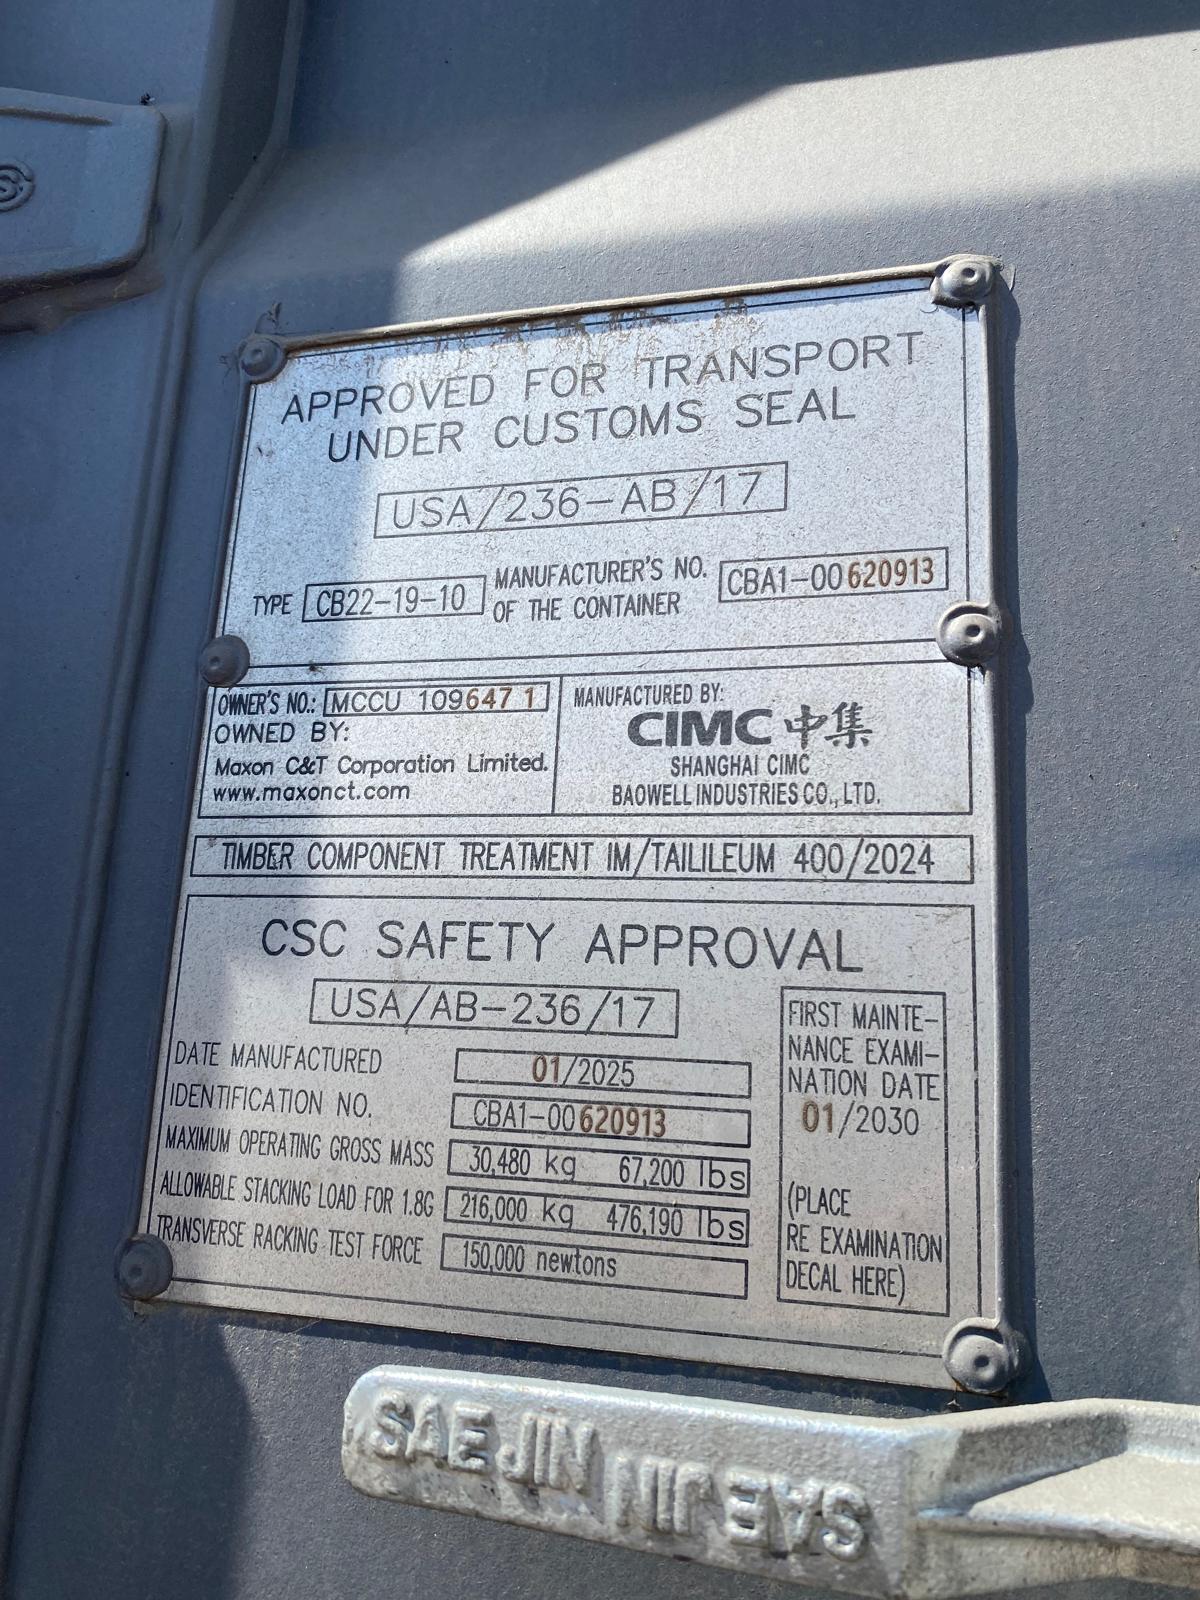 APPROVED FOR TRANSPORT
UNDER CUSTOMS SEAL
USA/236-AB/17
TYPE CB22-19-10 MANUFACTURER'S NO. OF THE CONTAINER CBA1-00620913
OWNER'S NO.: MCCU 109647 1
OWNED BY:
Maxon C&T Corporation Limited.
www.maxonct.com
MANUFACTURED BY:
CIMC 中集
SHANGHAI CIMC
BAOWELL INDUSTRIES CO., LTD.
TIMBER COMPONENT TREATMENT IM/TAILILEUM 400/2024
CSC SAFETY APPROVAL
USA/AB-236/17
DATE MANUFACTURED 01/2025
IDENTIFICATION NO. CBA1-00620913
MAXIMUM OPERATING GROSS MASS 30,480 kg 67,200 lbs
ALLOWABLE STACKING LOAD FOR 1.8G 216,000 kg 476,190 lbs
TRANSVERSE RACKING TEST FORCE 150,000 newtons
FIRST MAINTE-
NANCE EXAMI-
NATION DATE
01/2030
(PLACE
RE EXAMINATION
DECAL HERE)
SAE JIN
SAE JIN